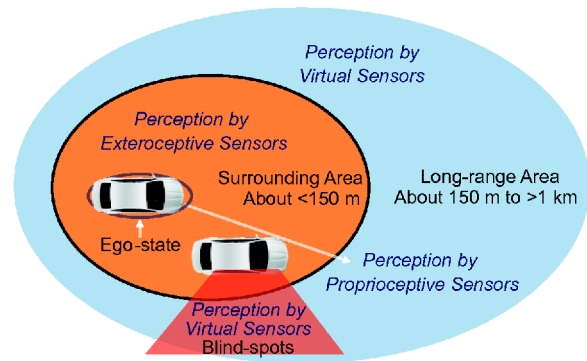 Perception by
Virtual Sensors
Perception by
Exteroceptive Sensors
Surrounding Area
About <150 m
Long-range Area
About 150 m to >1 km
Ego-state
Perception by
Proprioceptive Sensors
Perception by
Virtual Sensors
Blind-spots